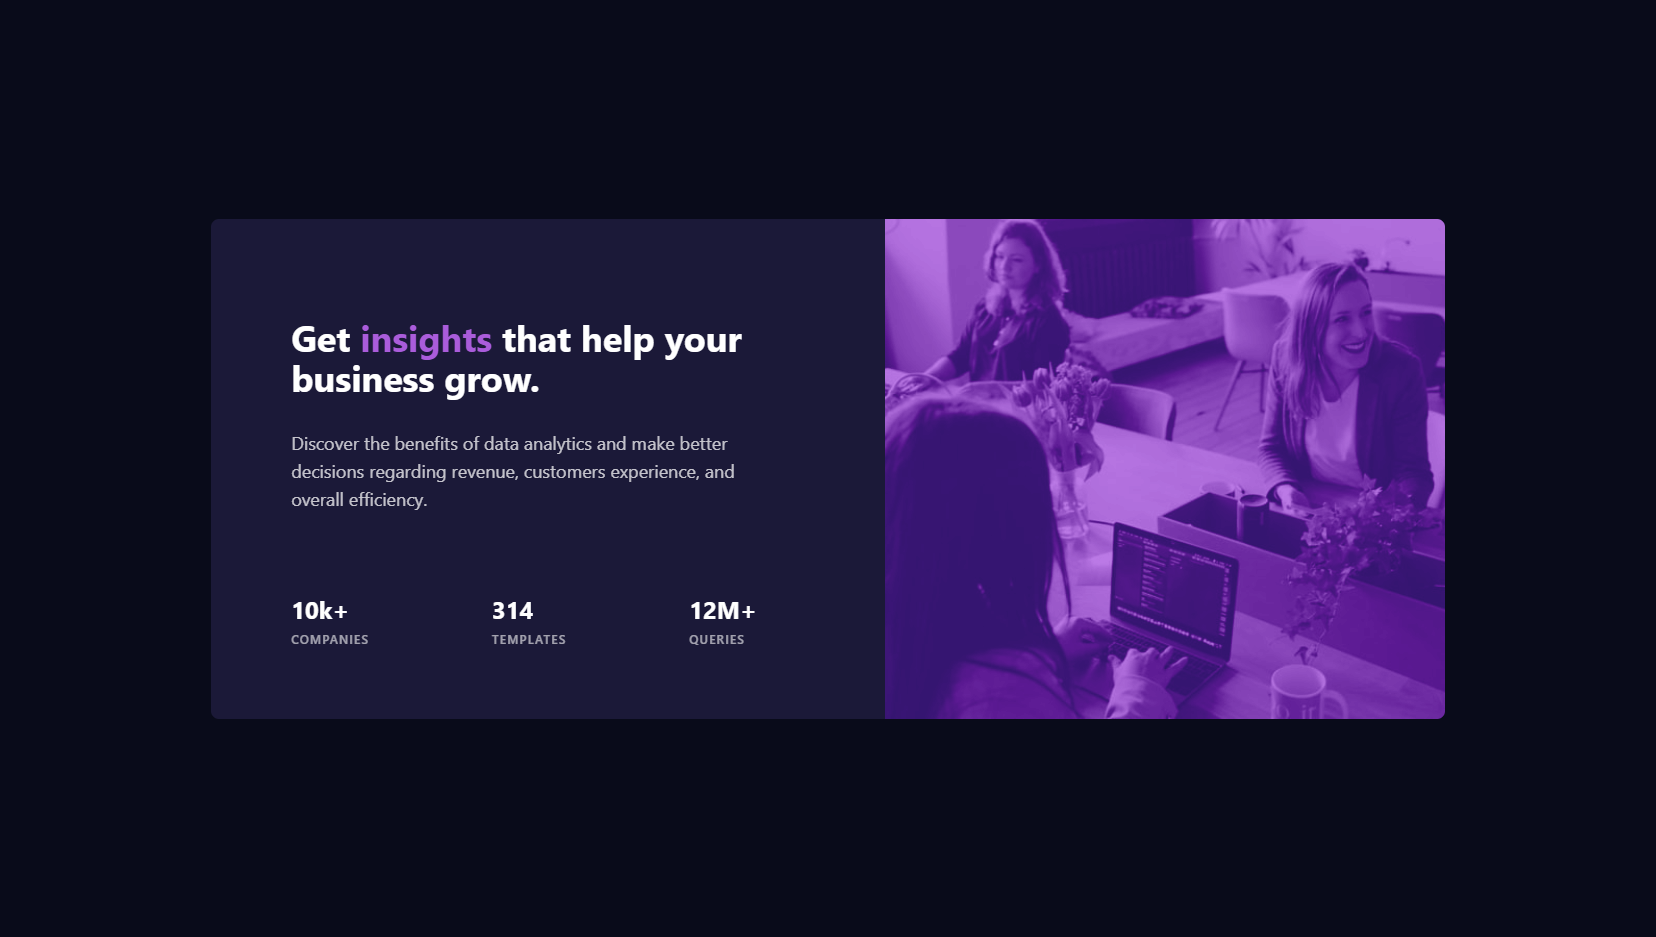 Get insights that help your
business grow.
Discover the benefits of data analytics and make better
decisions regarding revenue, customers experience, and
overall efficiency.
10k+
COMPANIES
314
TEMPLATES
12M+
QUERIES